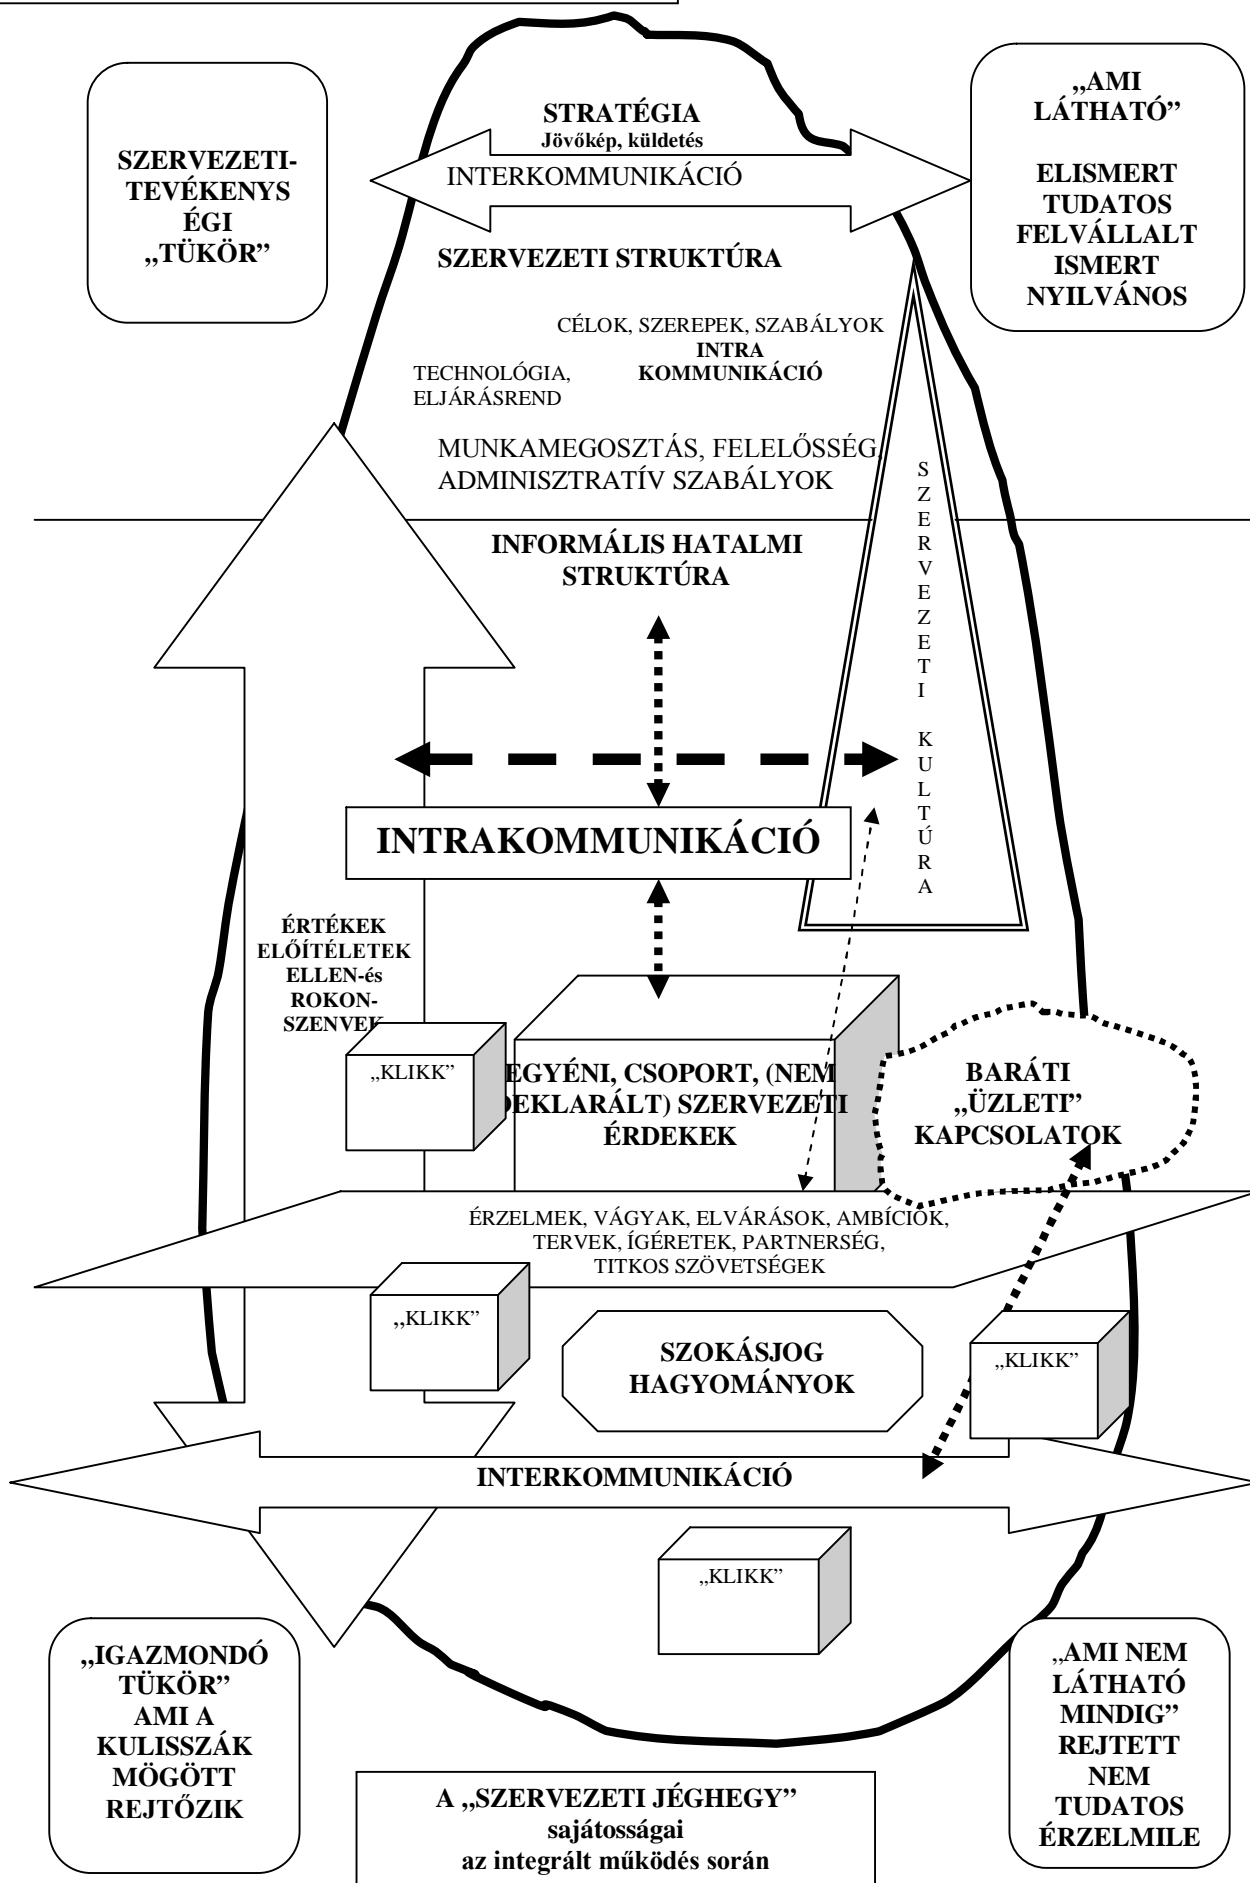 SZERVEZETI-
TEVÉKENYS
ÉGI
„TÜKÖR”
STRATÉGIA
Jövőkép, küldetés
INTERKOMMUNIKÁCIÓ
„AMI
LÁTHATÓ”
ELISMERT
TUDATOS
FELVÁLLALT
ISMERT
NYILVÁNOS
SZERVEZETI STRUKTÚRA
CÉLOK, SZEREPEK, SZABÁLYOK
INTRA
KOMMUNIKÁCIÓ
TECHNOLÓGIA,
ELJÁRÁSREND
MUNKAMEGOSZTÁS, FELELŐSSÉG,
ADMINISZTRATÍV SZABÁLYOK
S
Z
E
R
V
E
Z
E
T
I
K
U
L
T
Ú
R
A
INFORMÁLIS HATALMI
STRUKTÚRA
INTRAKOMMUNIKÁCIÓ
ÉRTÉKEK
ELŐÍTÉLETEK
ELLEN-és
ROKON-
SZENVEK
„KLIKK”
EGYÉNI, CSOPORT, (NEM
DEKLARÁLT) SZERVEZETI
ÉRDEKEK
BARÁTI
„ÜZLETI”
KAPCSOLATOK
ÉRZELMEK, VÁGYAK, ELVÁRÁSOK, AMBÍCIÓK,
TERVEK, ÍGÉRETEK, PARTNERSÉG,
TITKOS SZÖVETSÉGEK
„KLIKK”
SZOKÁSJOG
HAGYOMÁNYOK
„KLIKK”
INTERKOMMUNIKÁCIÓ
„KLIKK”
„IGAZMONDÓ
TÜKÖR”
AMI A
KULISSZÁK
MÖGÖTT
REJTŐZIK
„AMI NEM
LÁTHATÓ
MINDIG”
REJTETT
NEM
TUDATOS
ÉRZELMILE
A „SZERVEZETI JÉGHEGY”
sajátosságai
az integrált működés során